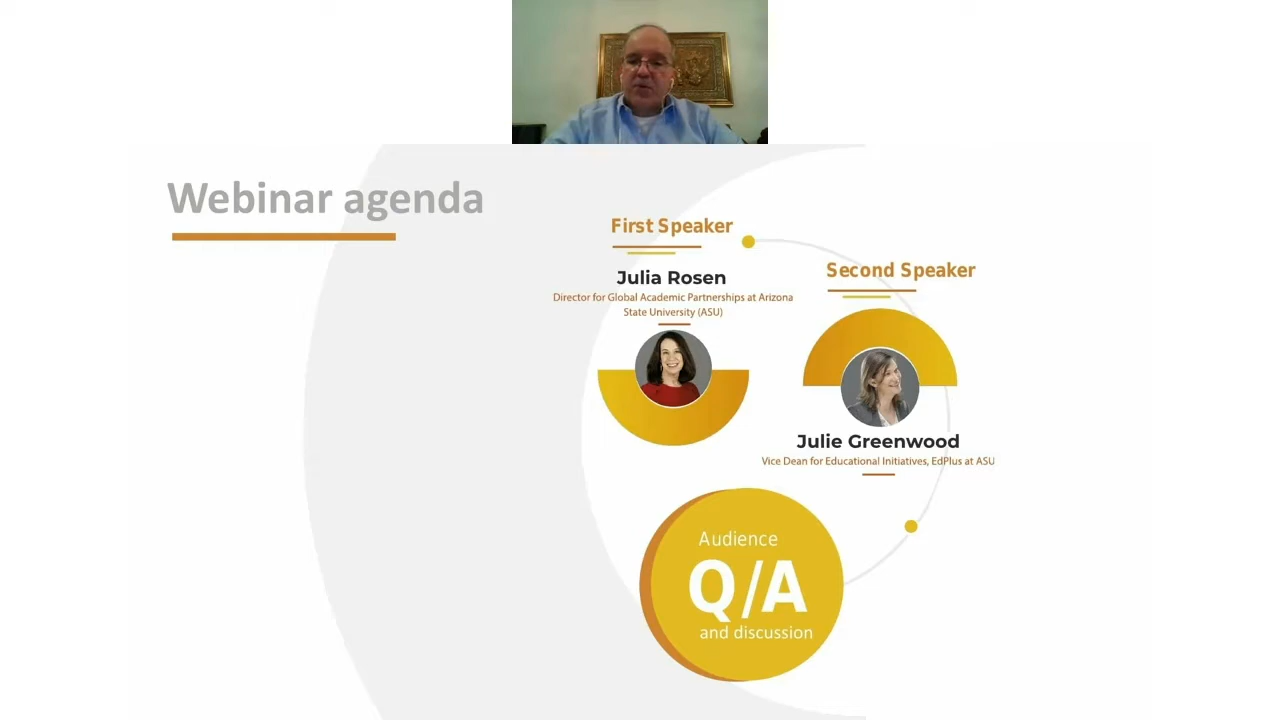 Webinar agenda
First Speaker
Julia Rosen
Director for Global Academic Partnerships at Arizona
State University (ASU)
Second Speaker
Julie Greenwood
Vice Dean for Educational Initiatives, EdPlus at ASU
Audience
Q/A
and discussion